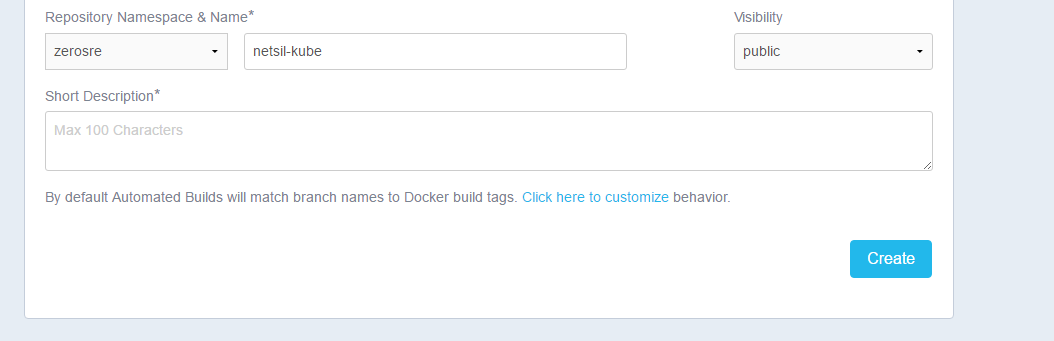 Repository Namespace & Name*
Visibility
zerosre
netsil-kube
public
Short Description*
Max 100 Characters
By default Automated Builds will match branch names to Docker build tags. Click here to customize behavior.
Create